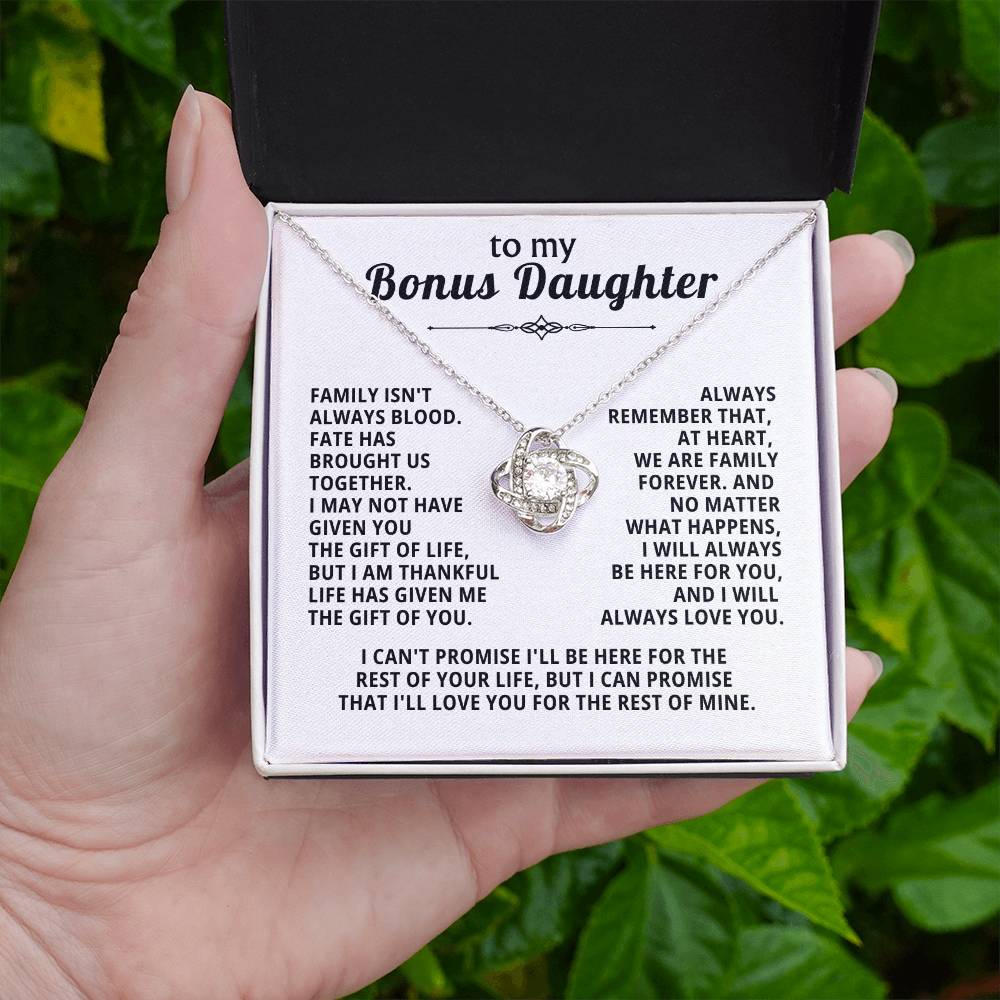 to my
Bonus Daughter
FAMILY ISN'T
ALWAYS BLOOD.
FATE HAS
BROUGHT US
TOGETHER.
I MAY NOT HAVE
GIVEN YOU
THE GIFT OF LIFE,
BUT I AM THANKFUL
LIFE HAS GIVEN ME
THE GIFT OF YOU.
ALWAYS
REMEMBER THAT,
AT HEART,
WE ARE FAMILY
FOREVER. AND
NO MATTER
WHAT HAPPENS,
I WILL ALWAYS
BE HERE FOR YOU,
AND I WILL
ALWAYS LOVE YOU.
I CAN'T PROMISE I'LL BE HERE FOR THE
REST OF YOUR LIFE, BUT I CAN PROMISE
THAT I'LL LOVE YOU FOR THE REST OF MINE.